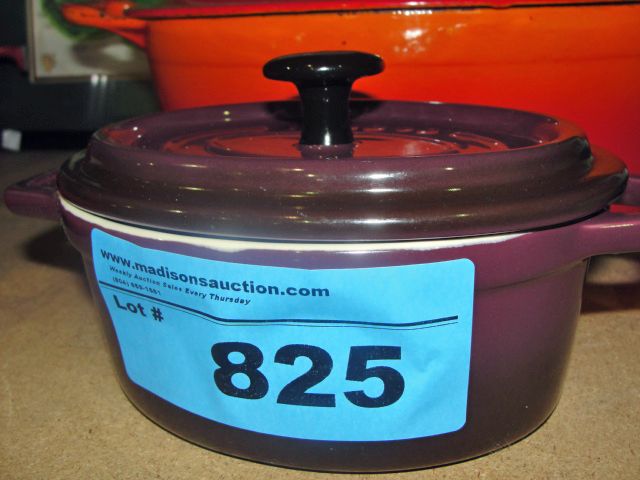 www.madisonsauction.com
Weekly Auction Sales Every Thursday
Lot #
825